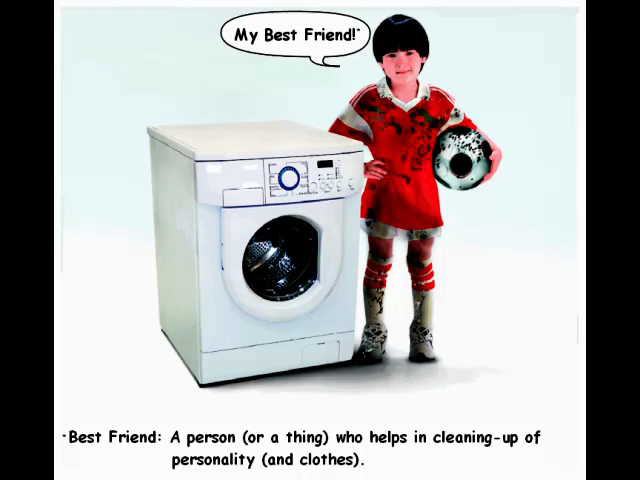 My Best Friend!*
*Best Friend: A person (or a thing) who helps in cleaning-up of
personality (and clothes).